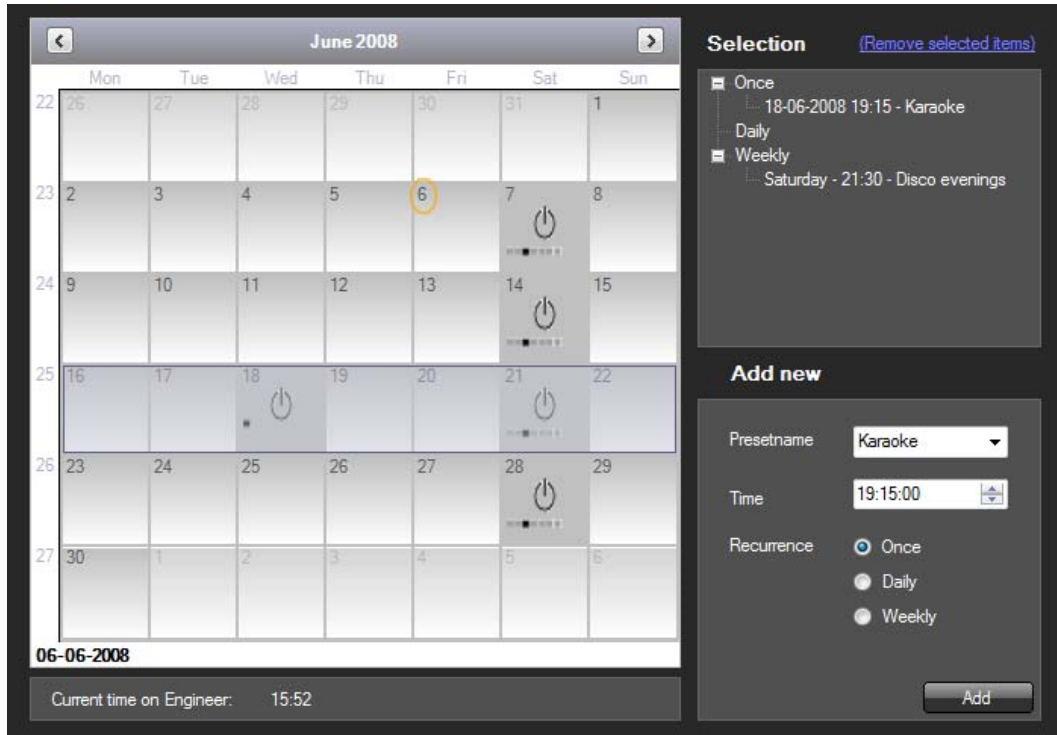 June 2008
Mon Tue Wed Thu Fri Sat Sun
22 26 27 28 29 30 31 1
23 2 3 4 5 6 7 8
24 9 10 11 12 13 14 15
25 16 17 18 19 20 21 22
26 23 24 25 26 27 28 29
27 30 1 2 3 4 5 6
06-06-2008
Current time on Engineer: 15:52
Selection (Remove selected items)
Once
18-06-2008 19:15 - Karaoke
Daily
Weekly
Saturday - 21:30 - Disco evenings
Add new
Presetname Karaoke
Time 19:15:00
Recurrence Once
Daily
Weekly
Add